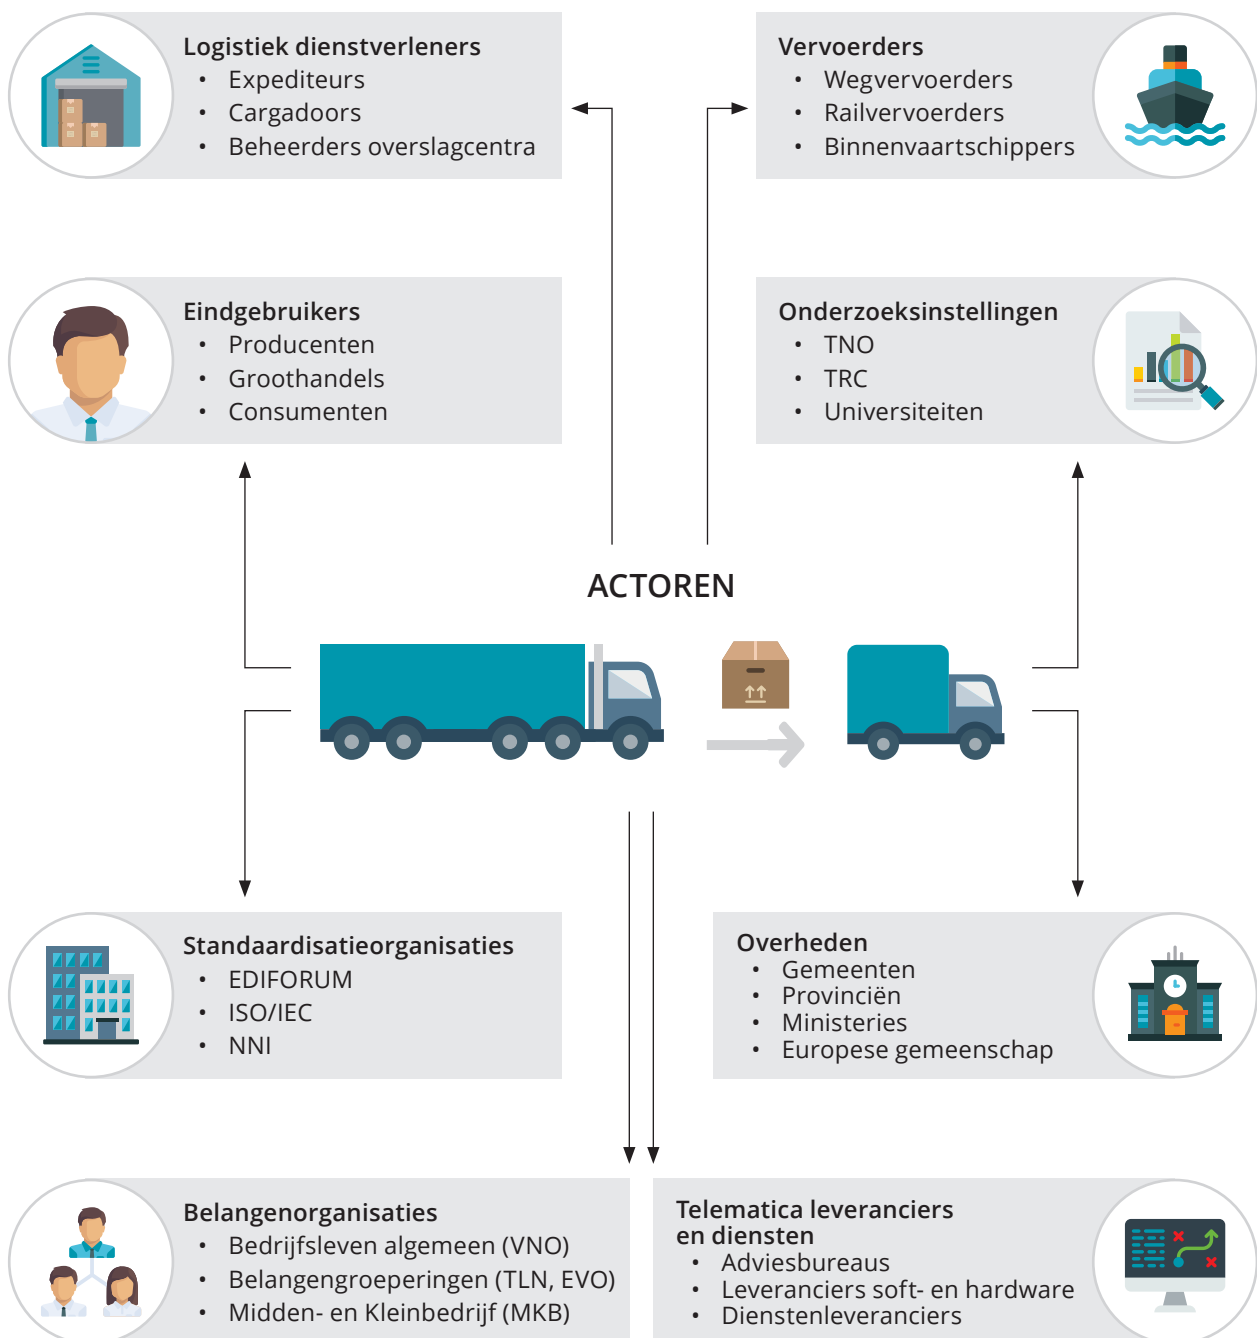 Logistiek dienstverleners
• Expediteurs
• Cargadoors
• Beheerders overslagcentra
Vervoerders
• Wegvervoerders
• Railvervoerders
• Binnenvaartschippers
Eindgebruikers
• Producenten
• Groothandels
• Consumenten
Onderzoeksinstellingen
• TNO
• TRC
• Universiteiten
ACTOREN
Standaardisatieorganisaties
• EDIFORUM
• ISO/IEC
• NNI
Overheden
• Gemeenten
• Provinciën
• Ministeries
• Europese gemeenschap
Belangenorganisaties
• Bedrijfsleven algemeen (VNO)
• Belangengroeperingen (TLN, EVO)
• Midden- en Kleinbedrijf (MKB)
Telematica leveranciers
en diensten
• Adviesbureaus
• Leveranciers soft- en hardware
• Dienstenleveranciers